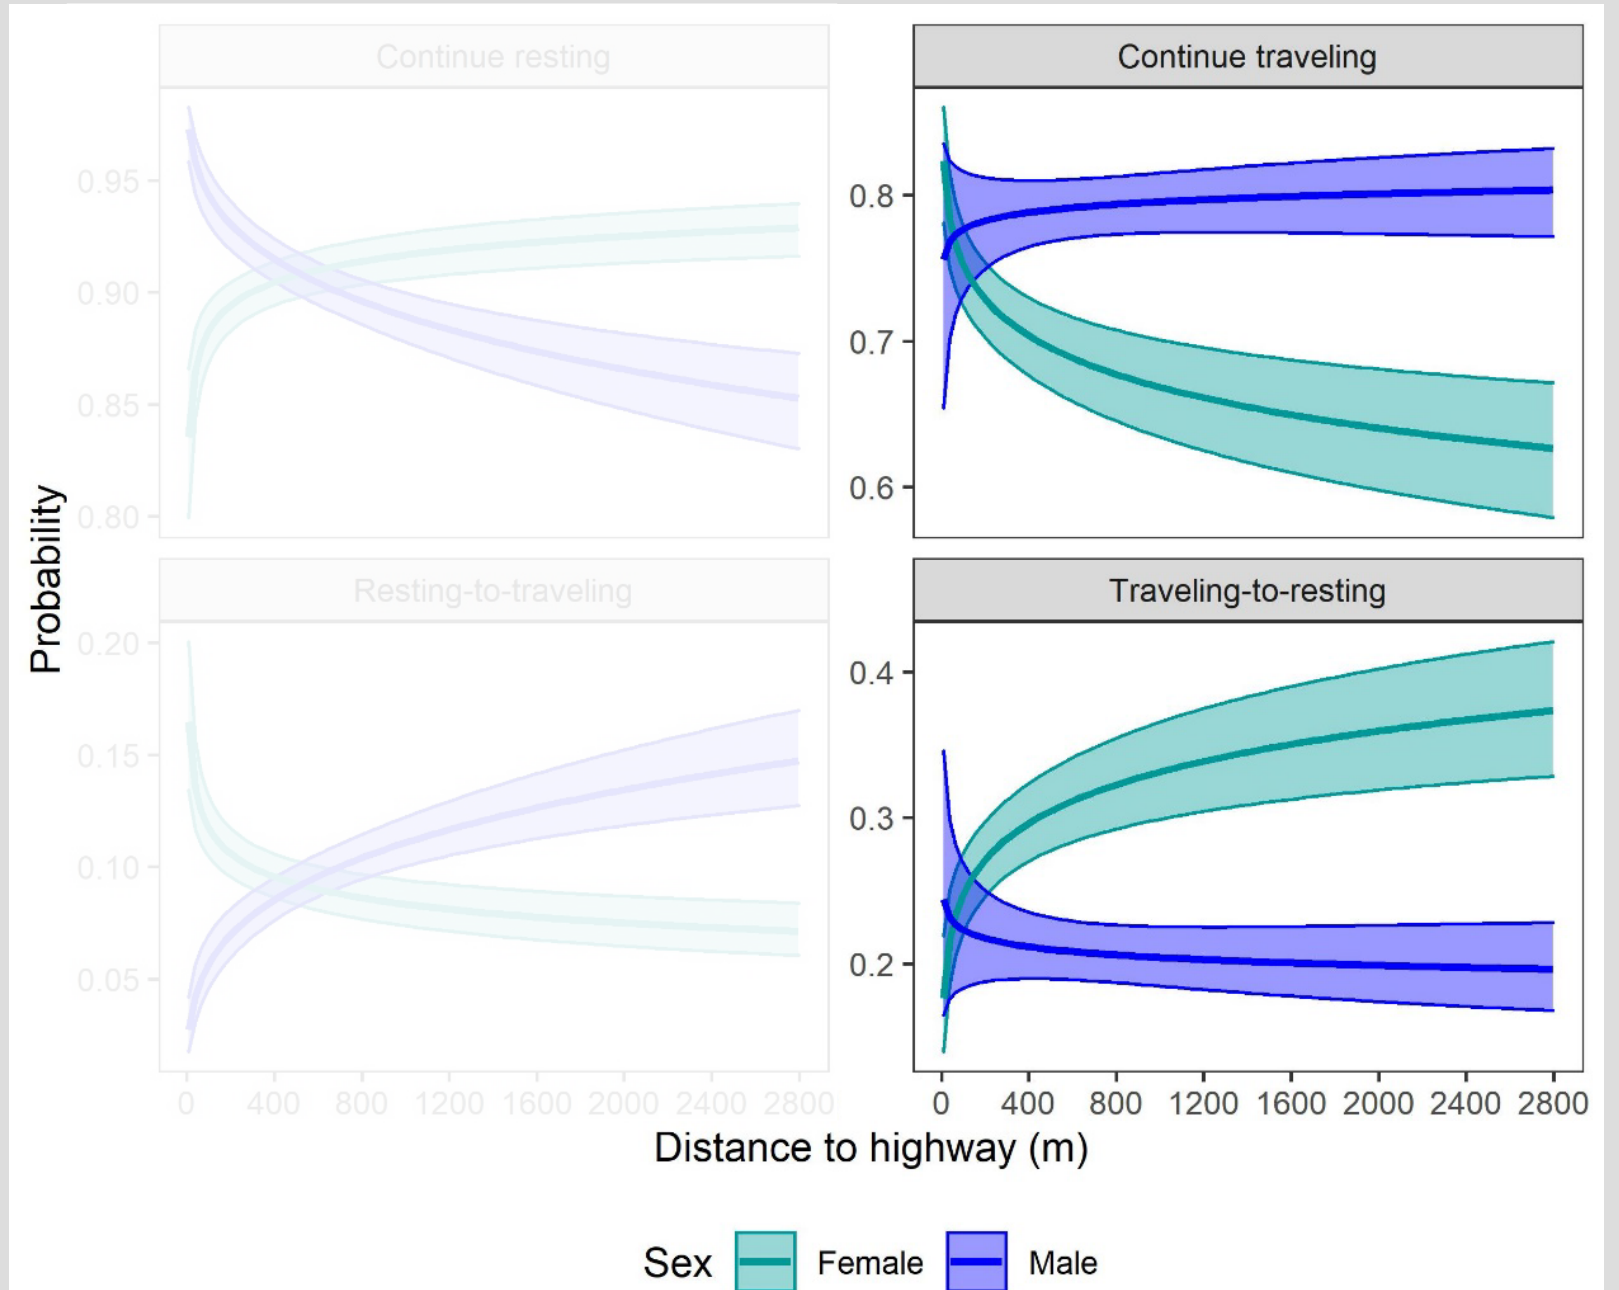 Continue resting
Continue traveling
0.95
0.90
0.85
0.80
0.8
0.7
0.6
Probability
Resting-to-traveling
Traveling-to-resting
0.20
0.15
0.10
0.05
0.4
0.3
0.2
0 400 800 1200 1600 2000 2400 2800
0 400 800 1200 1600 2000 2400 2800
Distance to highway (m)
Sex Female Male